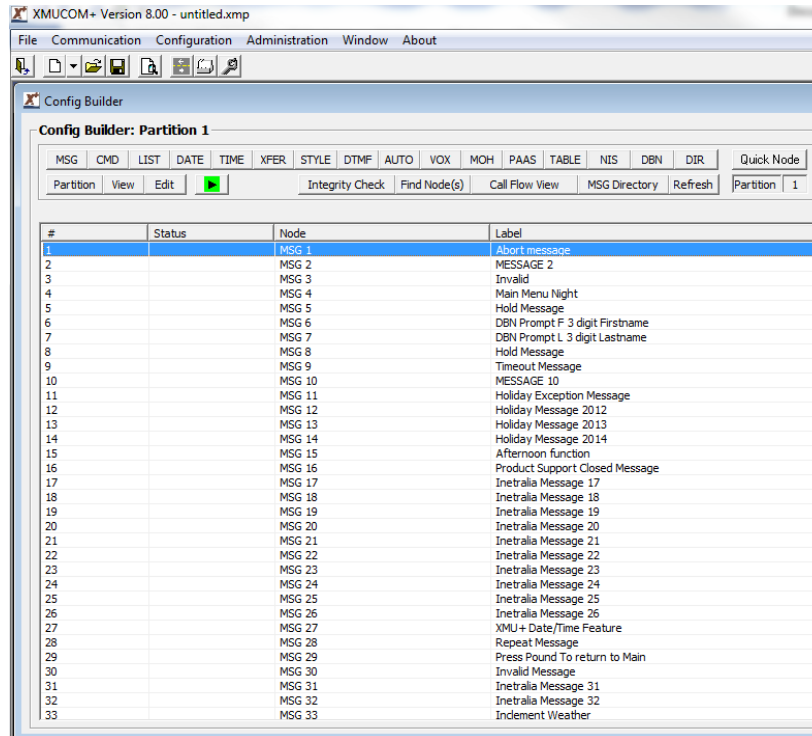 XMUCOM+ Version 8.00 - untitled.xmp
File Communication Configuration Administration Window About
Config Builder
Config Builder: Partition 1
MSG CMD LIST DATE TIME XFER STYLE DTMF AUTO VOX MOH PAAS TABLE NIS DBN DIR Quick Node
Partition View Edit Integrity Check Find Node(s) Call Flow View MSG Directory Refresh Partition 1
# Status Node Label
1 MSG 1 Abort message
2 MSG 2 MESSAGE 2
3 MSG 3 Invalid
4 MSG 4 Main Menu Night
5 MSG 5 Hold Message
6 MSG 6 DBN Prompt F 3 digit Firstname
7 MSG 7 DBN Prompt L 3 digit Lastname
8 MSG 8 Hold Message
9 MSG 9 Timeout Message
10 MSG 10 MESSAGE 10
11 MSG 11 Holiday Exception Message
12 MSG 12 Holiday Message 2012
13 MSG 13 Holiday Message 2013
14 MSG 14 Holiday Message 2014
15 MSG 15 Afternoon function
16 MSG 16 Product Support Closed Message
17 MSG 17 Inetralia Message 17
18 MSG 18 Inetralia Message 18
19 MSG 19 Inetralia Message 19
20 MSG 20 Inetralia Message 20
21 MSG 21 Inetralia Message 21
22 MSG 22 Inetralia Message 22
23 MSG 23 Inetralia Message 23
24 MSG 24 Inetralia Message 24
25 MSG 25 Inetralia Message 25
26 MSG 26 Inetralia Message 26
27 MSG 27 XMU+ Date/Time Feature
28 MSG 28 Repeat Message
29 MSG 29 Press Pound To return to Main
30 MSG 30 Invalid Message
31 MSG 31 Inetralia Message 31
32 MSG 32 Inetralia Message 32
33 MSG 33 Inclement Weather